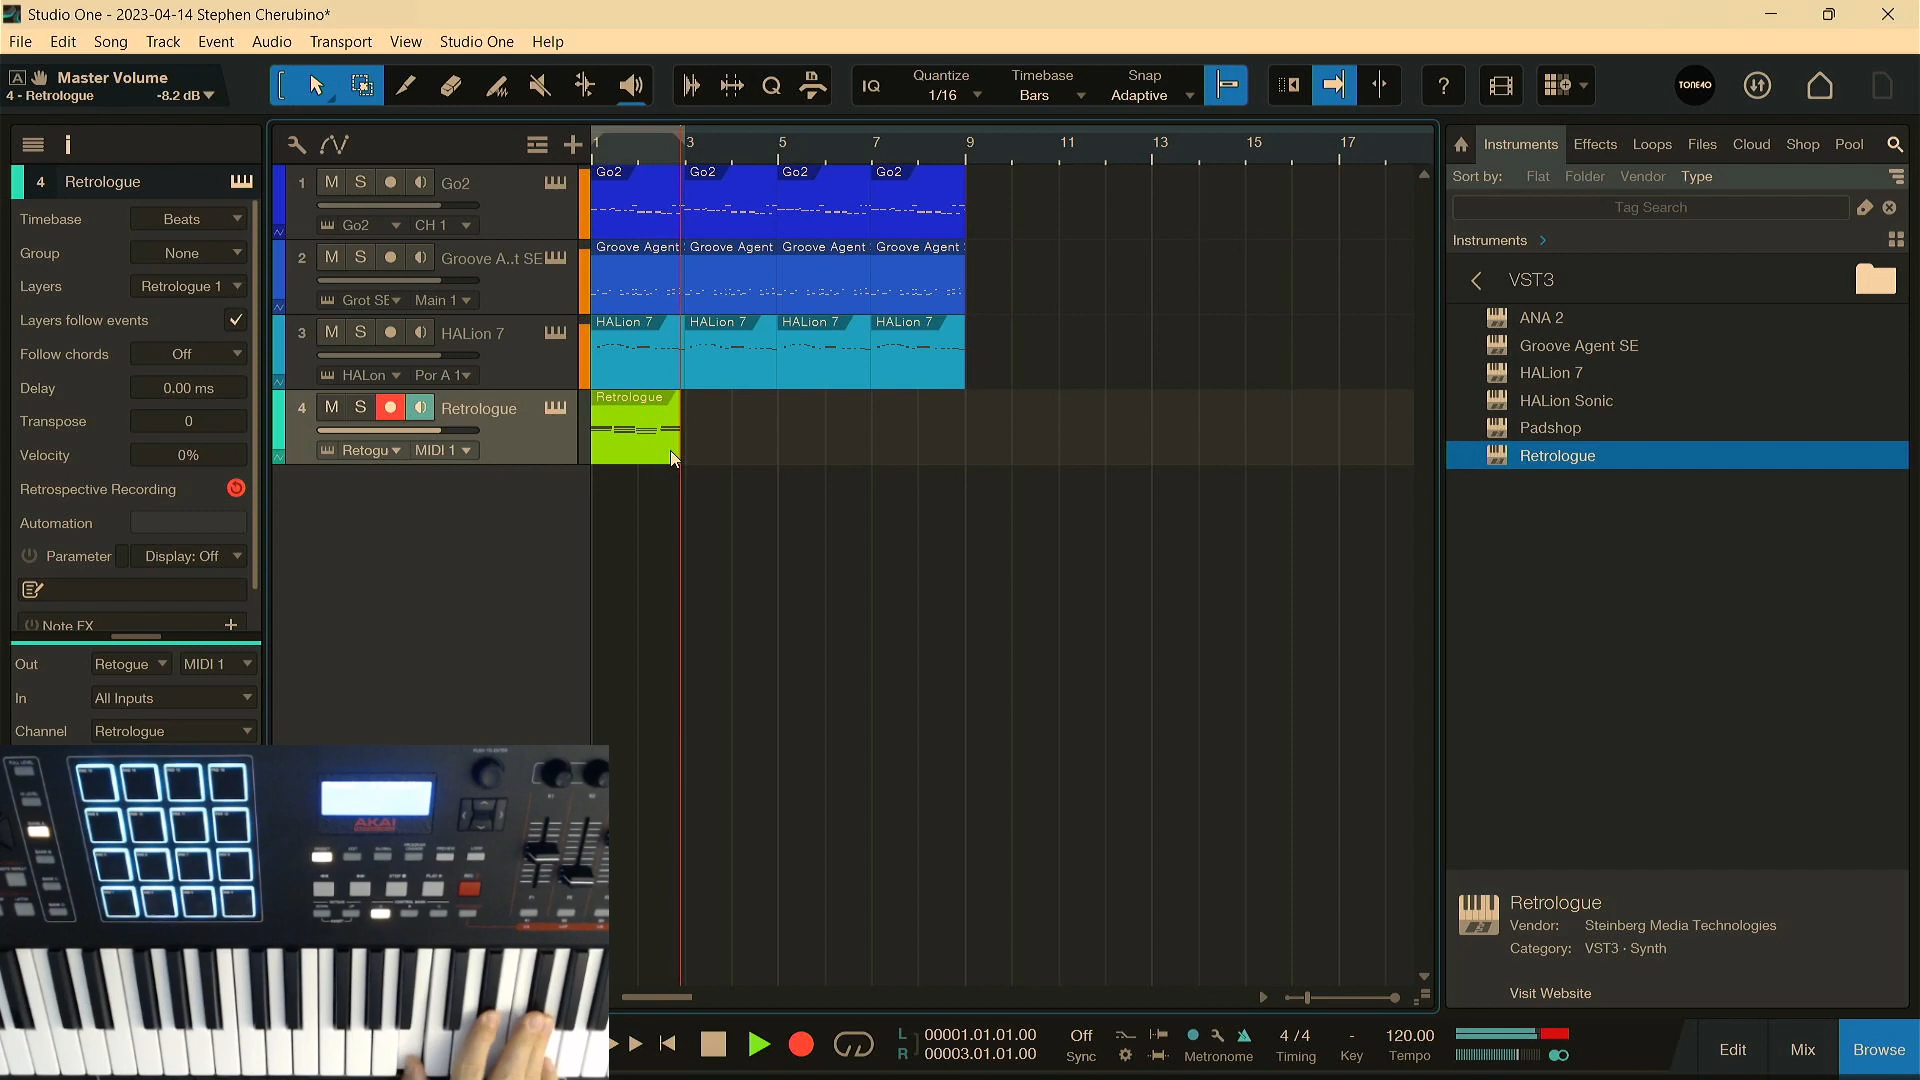 Studio One - 2023-04-14 Stephen Cherubino*
File Edit Song Track Event Audio Transport View Studio One Help
A Master Volume
4 - Retrologue -8.2 dB
IQ Quantize 1/16 Timebase Bars Snap Adaptive ? TONE40
i
4 Retrologue
Timebase Beats
Group None
Layers Retrologue 1
Layers follow events
Follow chords Off
Delay 0.00 ms
Transpose 0
Velocity 0%
Retrospective Recording
Automation
Parameter Display: Off
Note FX +
Out Retogue MIDI 1
In All Inputs
Channel Retrologue
1 3 5 7 9 11 13 15 17
1 M S Go2
Go2 CH 1
Go2 Go2 Go2 Go2
2 M S Groove A..t SE
Grot SE Main 1
Groove Agent Groove Agent Groove Agent Groove Agent
3 M S HALion 7
HALon Por A 1
HALion 7 HALion 7 HALion 7 HALion 7
4 M S Retrologue
Retogu MIDI 1
Retrologue
Instruments Effects Loops Files Cloud Shop Pool
Sort by: Flat Folder Vendor Type
Tag Search
Instruments
VST3
ANA 2
Groove Agent SE
HALion 7
HALion Sonic
Padshop
Retrologue
Retrologue
Vendor: Steinberg Media Technologies
Category: VST3 · Synth
Visit Website
AKAI
L 00001.01.01.00
R 00003.01.01.00
Off
Sync
Metronome
4 / 4
Timing
-
Key
120.00
Tempo
Edit Mix Browse